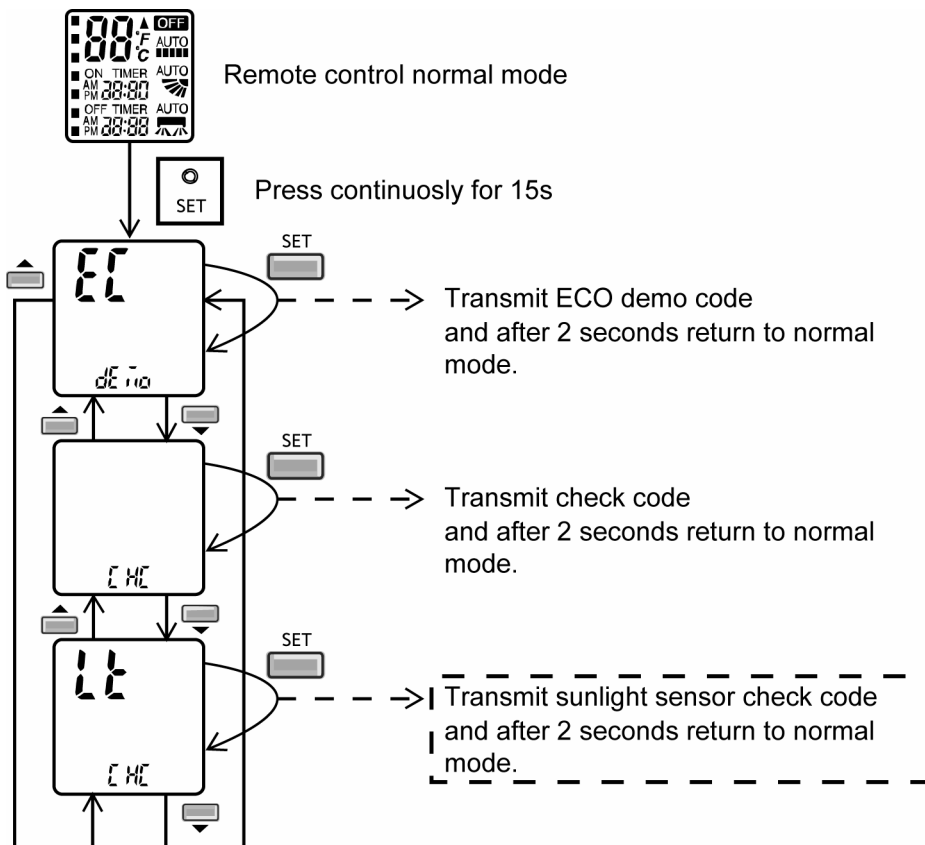 88 °F °C OFF
AUTO
ON TIMER AUTO
AM PM 28:80
OFF TIMER AUTO
AM PM 28:88
Remote control normal mode
SET
Press continuosly for 15s
EC
dEmo
SET
Transmit ECO demo code
and after 2 seconds return to normal
mode.
CHC
SET
Transmit check code
and after 2 seconds return to normal
mode.
Lt
CHC
SET
Transmit sunlight sensor check code
and after 2 seconds return to normal
mode.